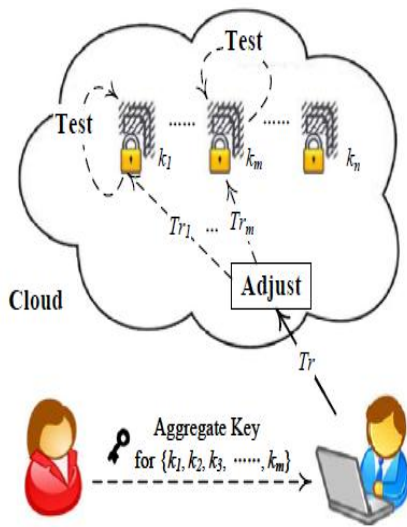 Test
Test
...... ......
k₁ kₘ kₙ
Tr₁ ... Trₘ
Adjust
Cloud
Tr
Aggregate Key
for {k₁, k₂, k₃, ······, kₘ}